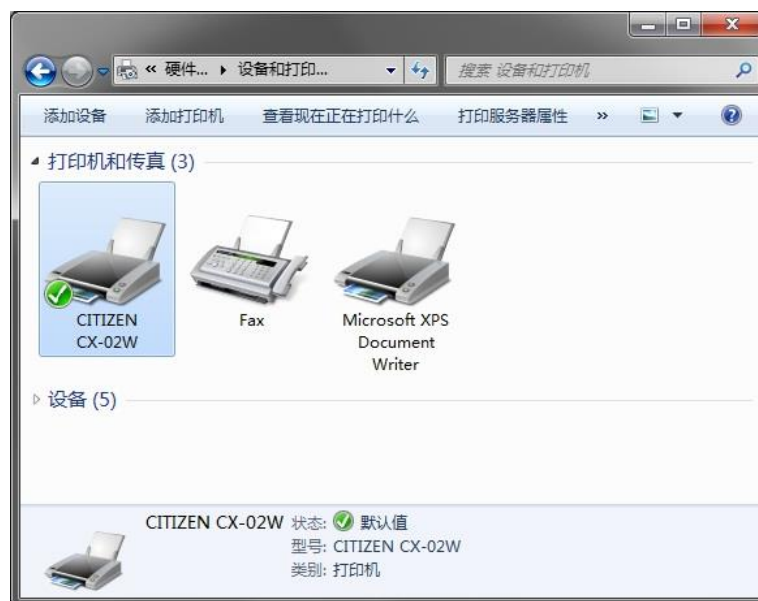 « 硬件... ▸ 设备和打印...
搜索 设备和打印机
添加设备 添加打印机 查看现在正在打印什么 打印服务器属性 »
打印机和传真 (3)
CITIZEN
CX-02W
Fax
Microsoft XPS
Document
Writer
设备 (5)
CITIZEN CX-02W 状态: 默认值
型号: CITIZEN CX-02W
类别: 打印机